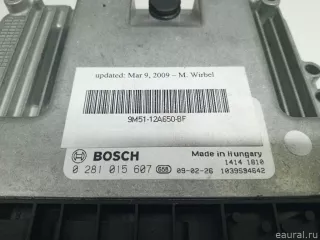 updated: Mar 9, 2009 – M. Wirbel
9M51-12A650-BF
BOSCH
Made in Hungary
1414 1810
0 281 015 607
09-02-26 1039S94642
eaural.ru